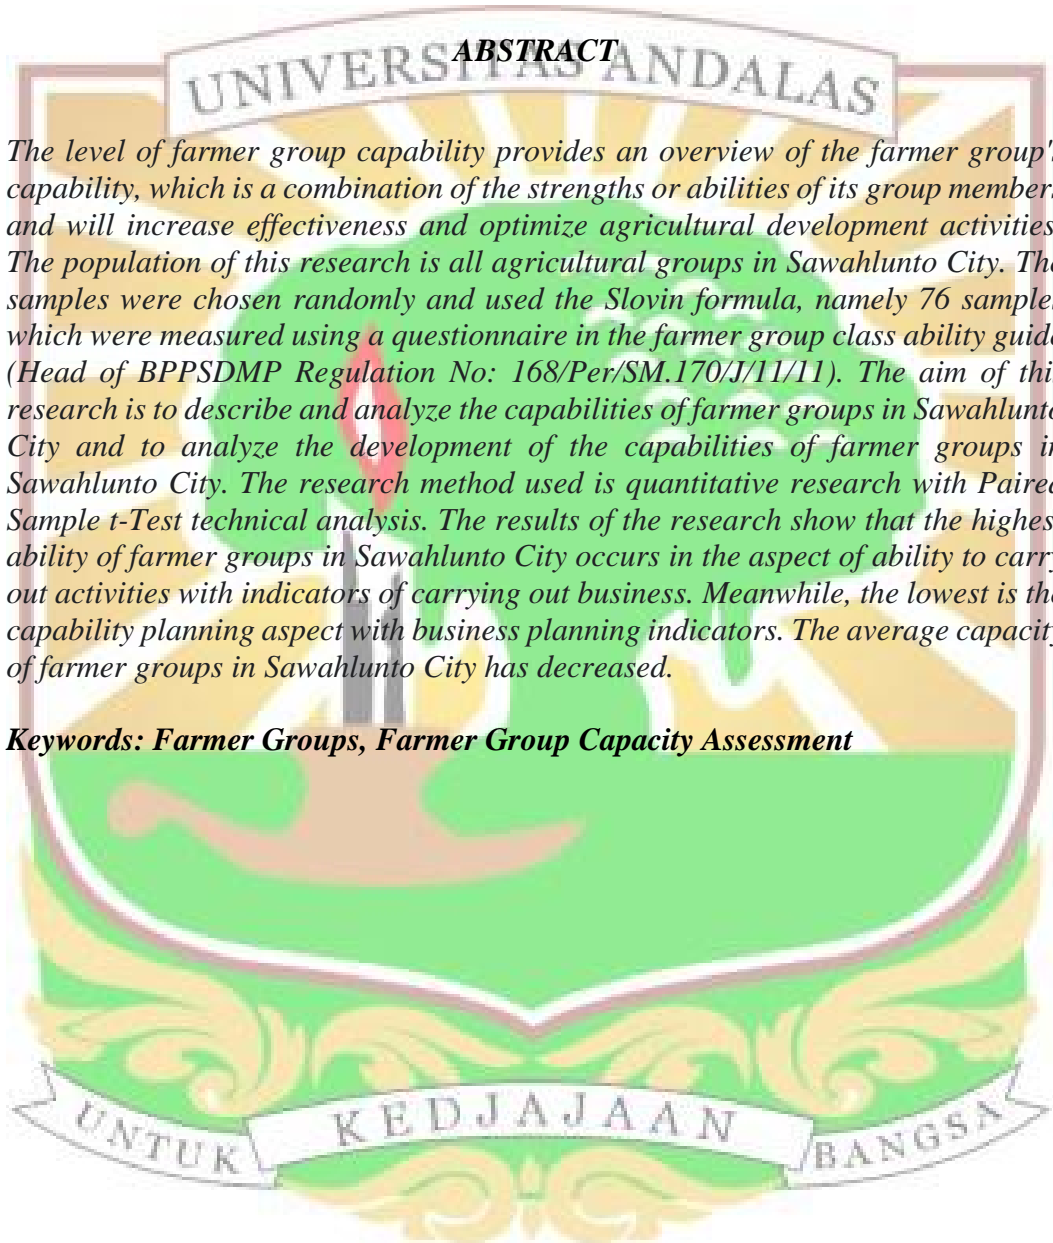 ABSTRACT
UNIVERSITAS ANDALAS
The level of farmer group capability provides an overview of the farmer group's
capability, which is a combination of the strengths or abilities of its group members
and will increase effectiveness and optimize agricultural development activities.
The population of this research is all agricultural groups in Sawahlunto City. The
samples were chosen randomly and used the Slovin formula, namely 76 samples
which were measured using a questionnaire in the farmer group class ability guide
(Head of BPPSDMP Regulation No: 168/Per/SM.170/J/11/11). The aim of this
research is to describe and analyze the capabilities of farmer groups in Sawahlunto
City and to analyze the development of the capabilities of farmer groups in
Sawahlunto City. The research method used is quantitative research with Paired
Sample t-Test technical analysis. The results of the research show that the highest
ability of farmer groups in Sawahlunto City occurs in the aspect of ability to carry
out activities with indicators of carrying out business. Meanwhile, the lowest is the
capability planning aspect with business planning indicators. The average capacity
of farmer groups in Sawahlunto City has decreased.
Keywords: Farmer Groups, Farmer Group Capacity Assessment
UNTUK KEDJAJAAN BANGSA